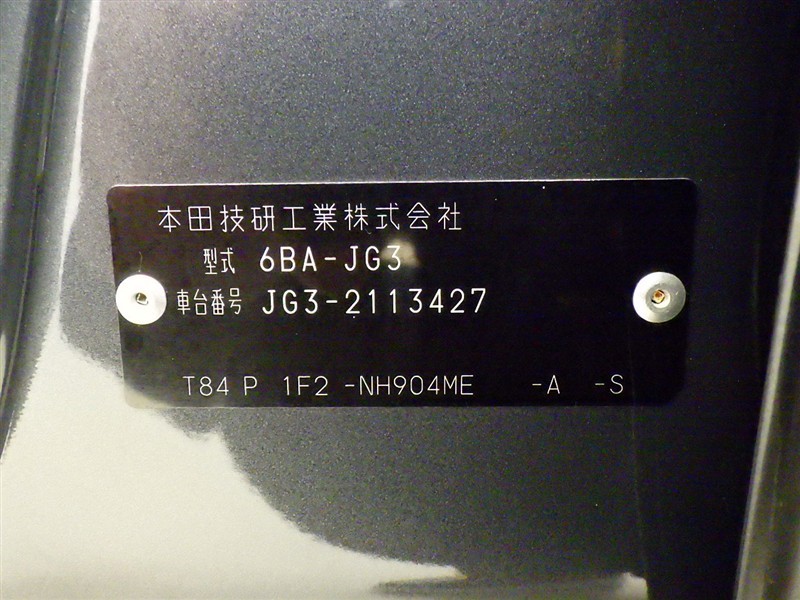 本田技研工業株式会社
型式 6BA-JG3
車台番号 JG3-2113427
T84 P 1F2 -NH904ME -A -S